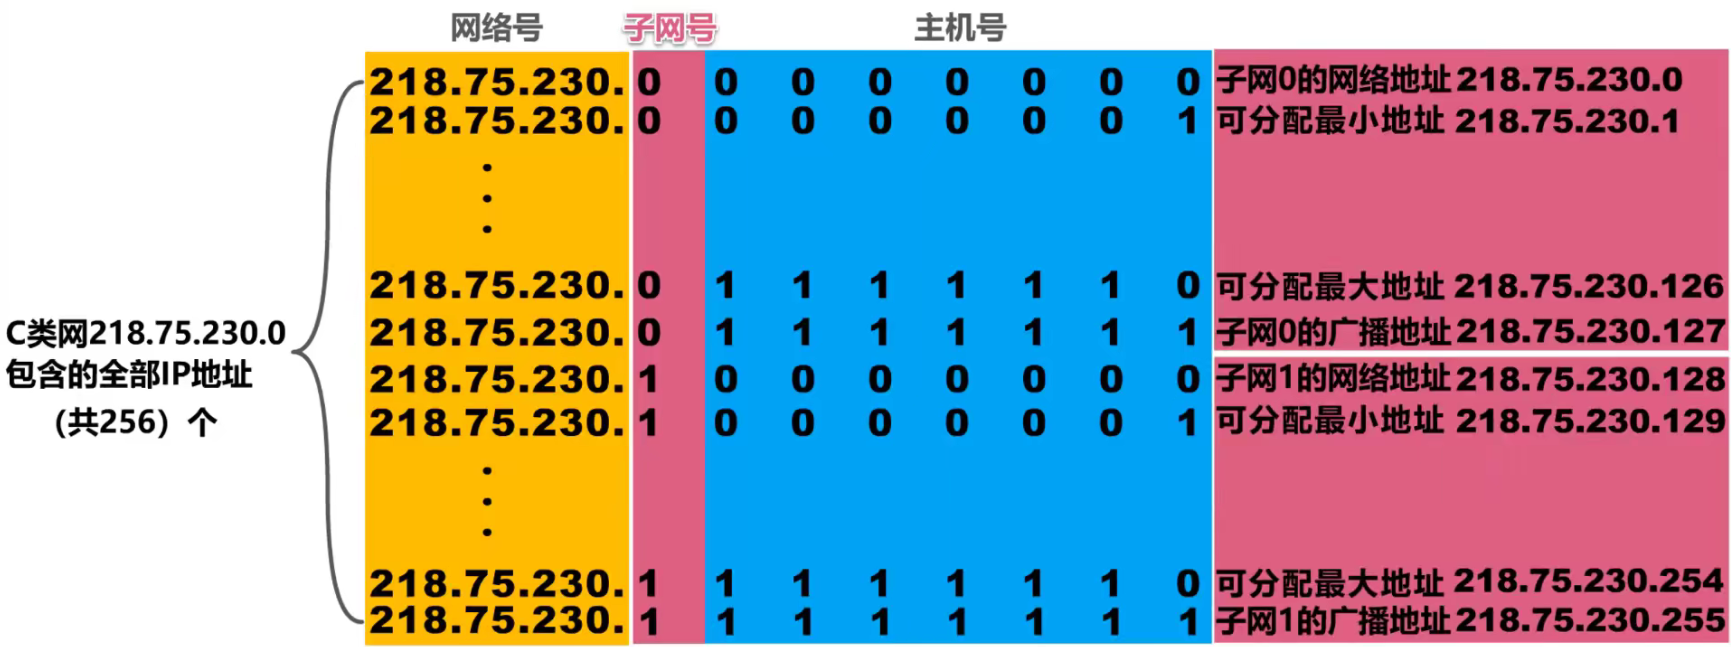 网络号 子网号 主机号
218.75.230. 0 0 0 0 0 0 0 0 子网0的网络地址 218.75.230.0
218.75.230. 0 0 0 0 0 0 0 1 可分配最小地址 218.75.230.1
218.75.230. 0 1 1 1 1 1 1 0 可分配最大地址 218.75.230.126
218.75.230. 0 1 1 1 1 1 1 1 子网0的广播地址 218.75.230.127
C类网218.75.230.0
包含的全部IP地址
（共256）个
218.75.230. 1 0 0 0 0 0 0 0 子网1的网络地址 218.75.230.128
218.75.230. 1 0 0 0 0 0 0 1 可分配最小地址 218.75.230.129
218.75.230. 1 1 1 1 1 1 1 0 可分配最大地址 218.75.230.254
218.75.230. 1 1 1 1 1 1 1 1 子网1的广播地址 218.75.230.255